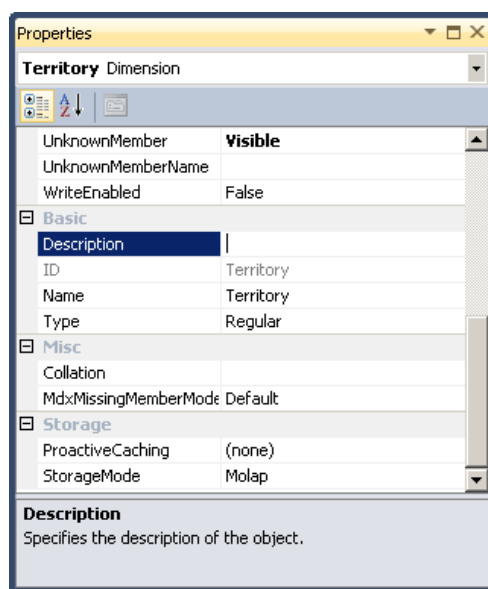 Properties
Territory Dimension
UnknownMember Visible
UnknownMemberName
WriteEnabled False
Basic
Description
ID Territory
Name Territory
Type Regular
Misc
Collation
MdxMissingMemberMode Default
Storage
ProactiveCaching (none)
StorageMode Molap
Description
Specifies the description of the object.